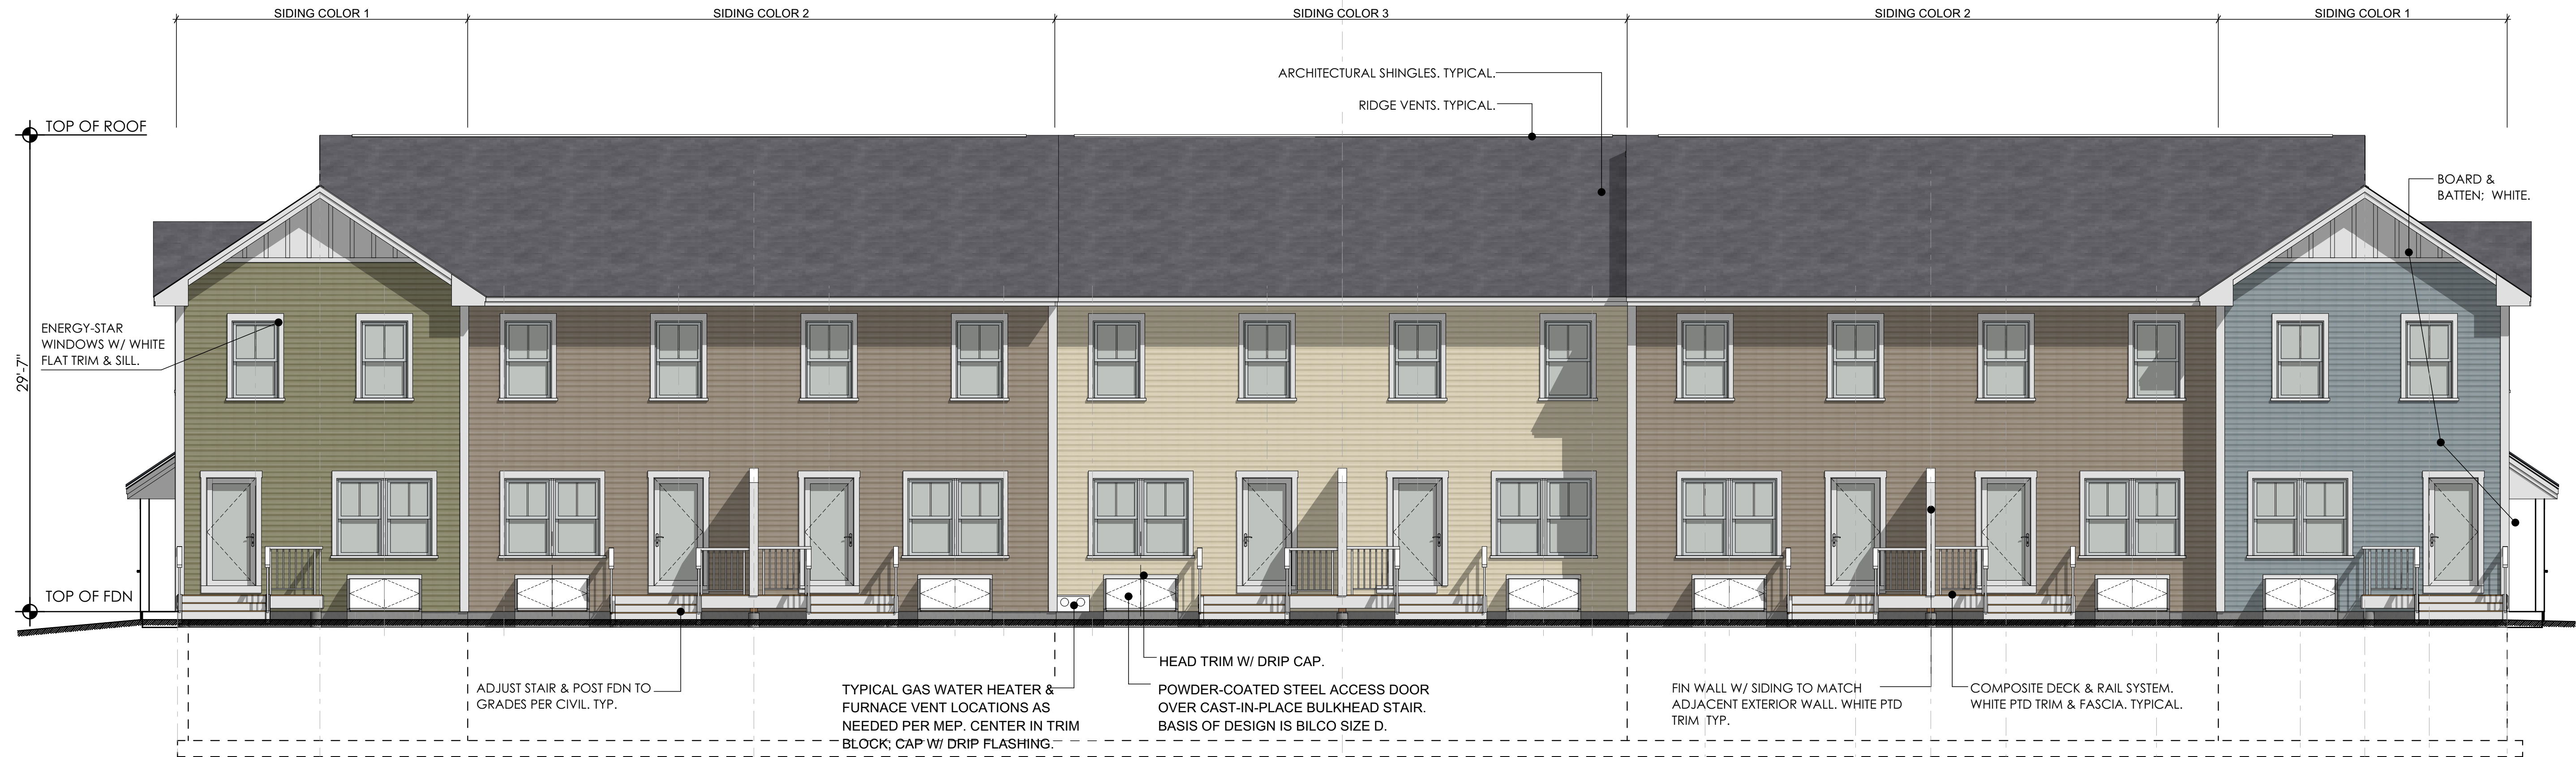 SIDING COLOR 1
SIDING COLOR 2
SIDING COLOR 3
SIDING COLOR 2
SIDING COLOR 1
ARCHITECTURAL SHINGLES. TYPICAL.
RIDGE VENTS. TYPICAL.
TOP OF ROOF
BOARD &
BATTEN; WHITE.
ENERGY-STAR
WINDOWS W/ WHITE
FLAT TRIM & SILL.
29'-7"
TOP OF FDN
ADJUST STAIR & POST FDN TO
GRADES PER CIVIL. TYP.
TYPICAL GAS WATER HEATER &
FURNACE VENT LOCATIONS AS
NEEDED PER MEP. CENTER IN TRIM
BLOCK; CAP W/ DRIP FLASHING.
HEAD TRIM W/ DRIP CAP.
POWDER-COATED STEEL ACCESS DOOR
OVER CAST-IN-PLACE BULKHEAD STAIR.
BASIS OF DESIGN IS BILCO SIZE D.
FIN WALL W/ SIDING TO MATCH
ADJACENT EXTERIOR WALL. WHITE PTD
TRIM TYP.
COMPOSITE DECK & RAIL SYSTEM.
WHITE PTD TRIM & FASCIA. TYPICAL.